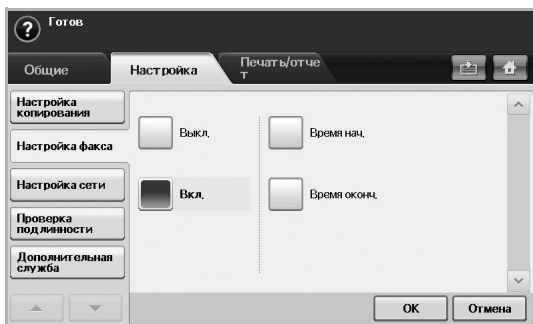 ? Готов
Общие
Настройка
Печать/отче
т
Настройка
копирования
Настройка факса
Настройка сети
Проверка
подлинности
Дополнительная
служба
Выкл.
Вкл.
Время нач.
Время оконч.
OK
Отмена